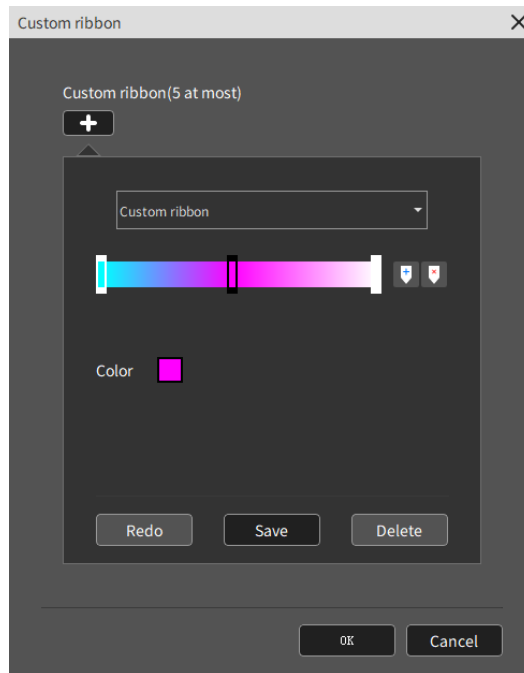 Custom ribbon
Custom ribbon(5 at most)
Custom ribbon
Color
Redo Save Delete
OK Cancel